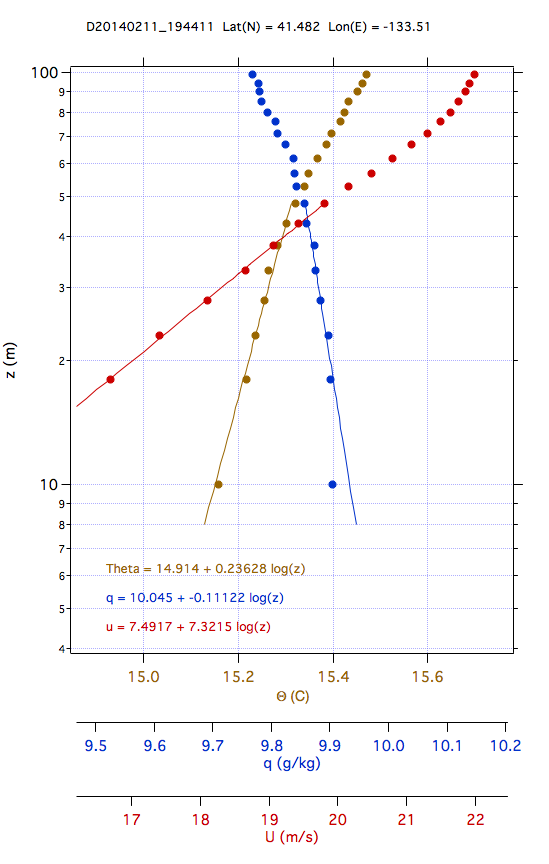 D20140211_194411 Lat(N) = 41.482 Lon(E) = -133.51
100
9
8
7
6
5
4
3
2
10
9
8
7
6
5
4
z (m)
Theta = 14.914 + 0.23628 log(z)
q = 10.045 + -0.11122 log(z)
u = 7.4917 + 7.3215 log(z)
15.0 15.2 15.4 15.6
Θ (C)
9.5 9.6 9.7 9.8 9.9 10.0 10.1 10.2
q (g/kg)
17 18 19 20 21 22
U (m/s)